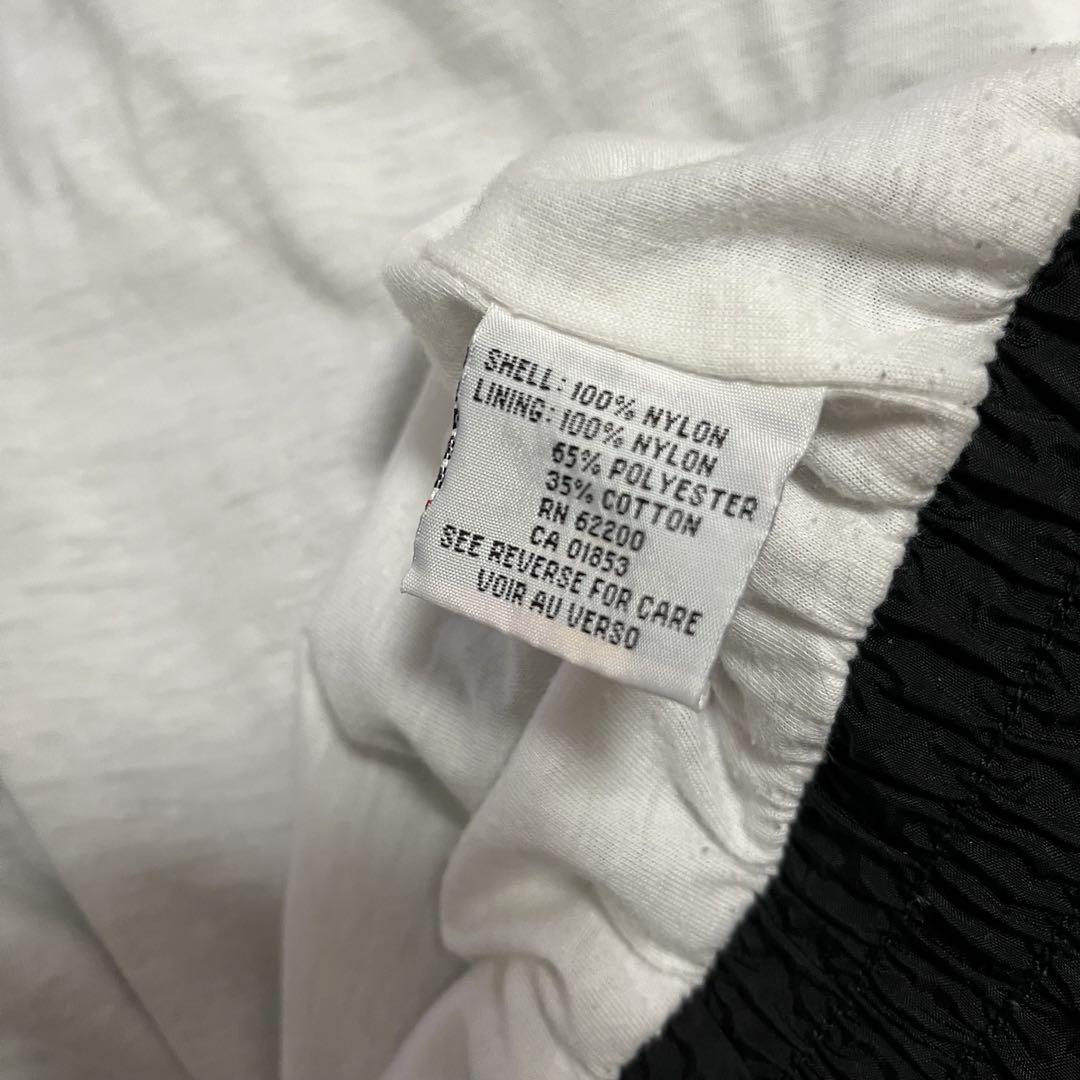 SHELL: 100% NYLON
LINING: 100% NYLON
65% POLYESTER
35% COTTON
RN 62200
CA 01853
SEE REVERSE FOR CARE
VOIR AU VERSO